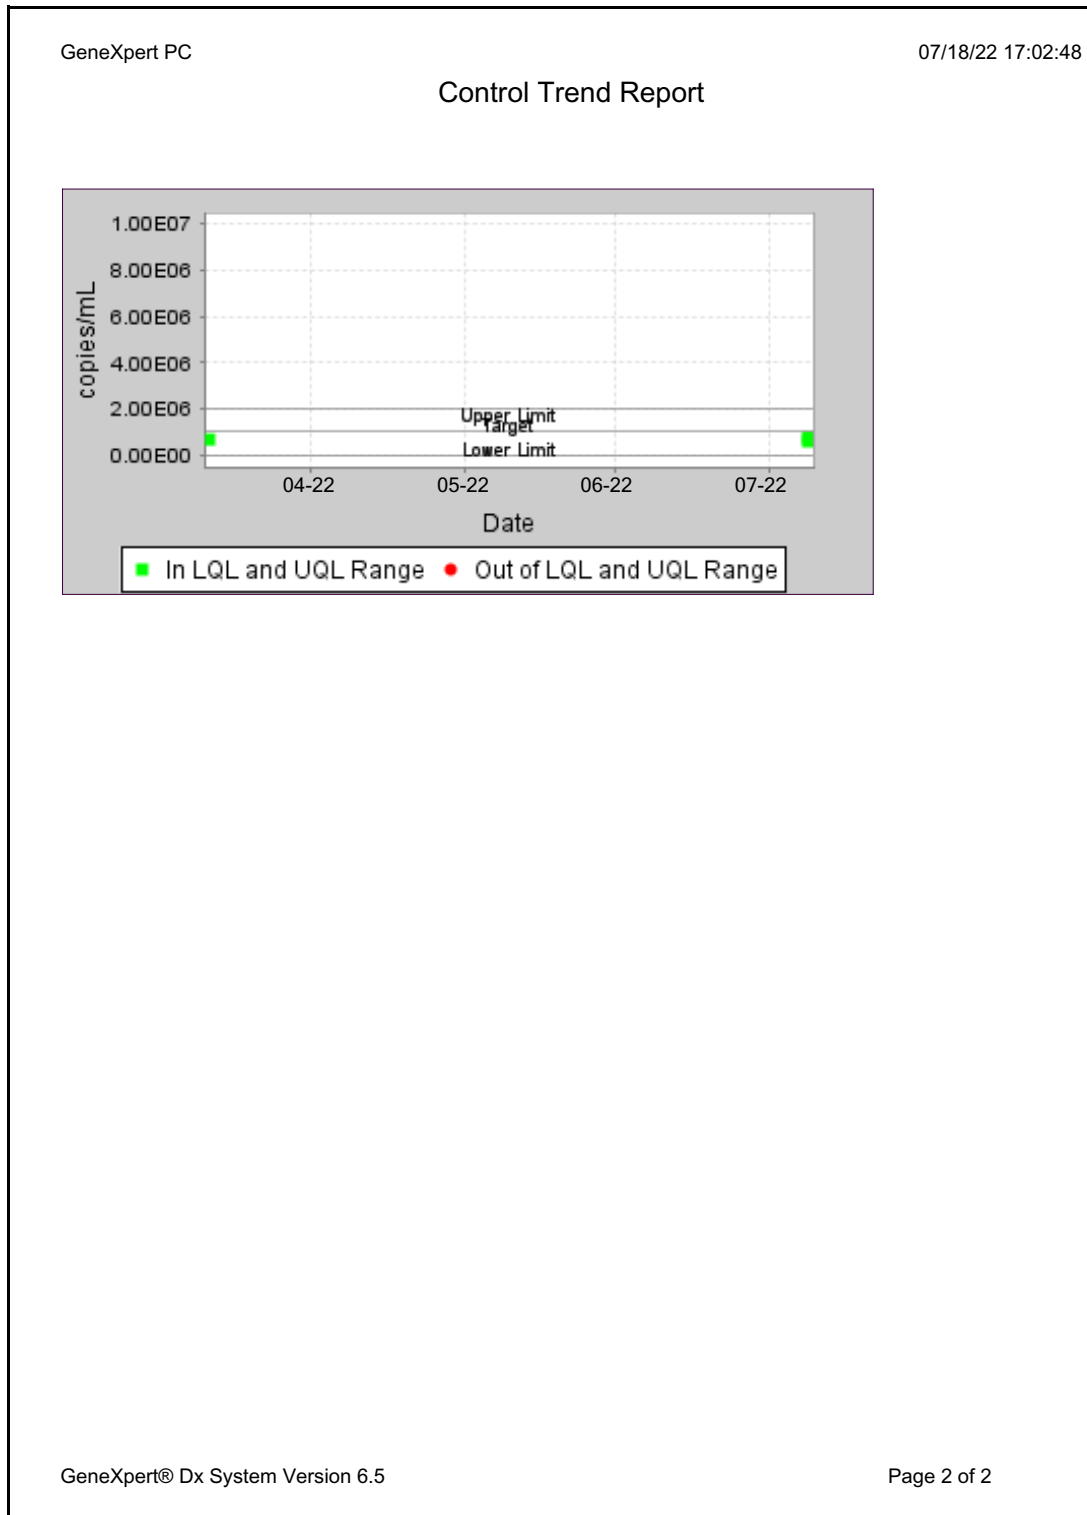 GeneXpert PC 07/18/22 17:02:48
Control Trend Report
1.00E07
8.00E06
6.00E06
4.00E06
2.00E06
0.00E00
copies/mL
Upper Limit
Target
Lower Limit
04-22 05-22 06-22 07-22
Date
In LQL and UQL Range Out of LQL and UQL Range
GeneXpert® Dx System Version 6.5 Page 2 of 2